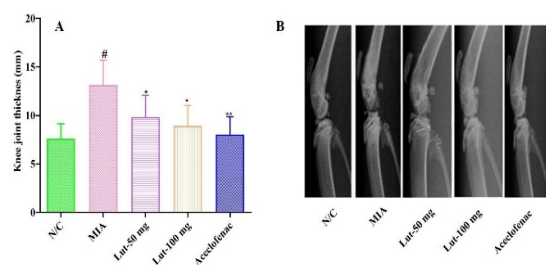 A
Knee joint thicknes (mm)
20
15
10
5
0
#
*
*
**
N/C
MIA
Lut-50 mg
Lut-100 mg
Aceclofenac
B
N/C
MIA
Lut-50 mg
Lut-100 mg
Aceclofenac